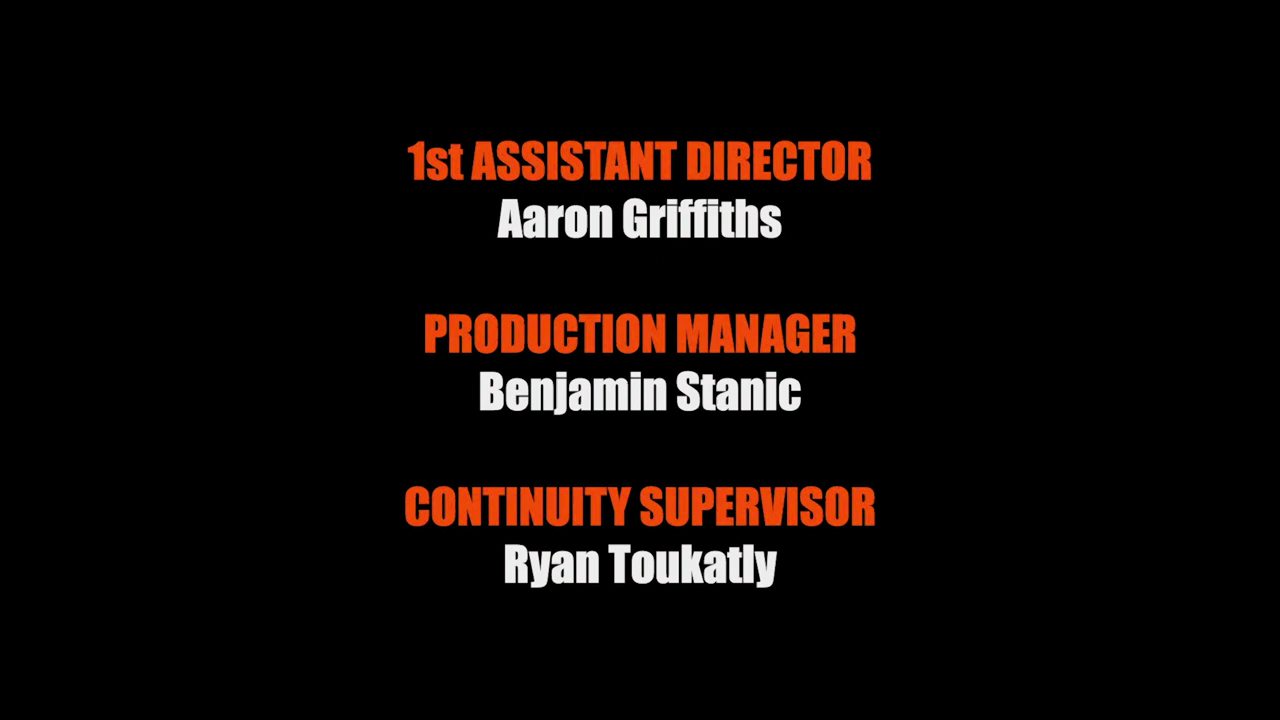 1st ASSISTANT DIRECTOR
Aaron Griffiths
PRODUCTION MANAGER
Benjamin Stanic
CONTINUITY SUPERVISOR
Ryan Toukatly